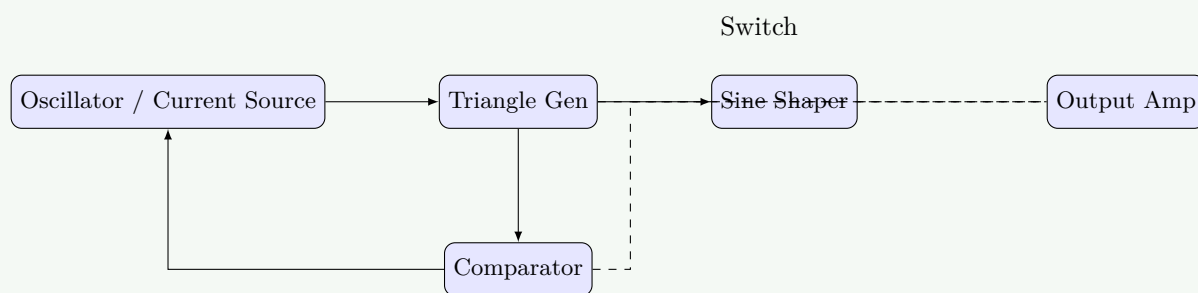 Switch
Oscillator / Current Source
Triangle Gen
Sine Shaper
Output Amp
Comparator